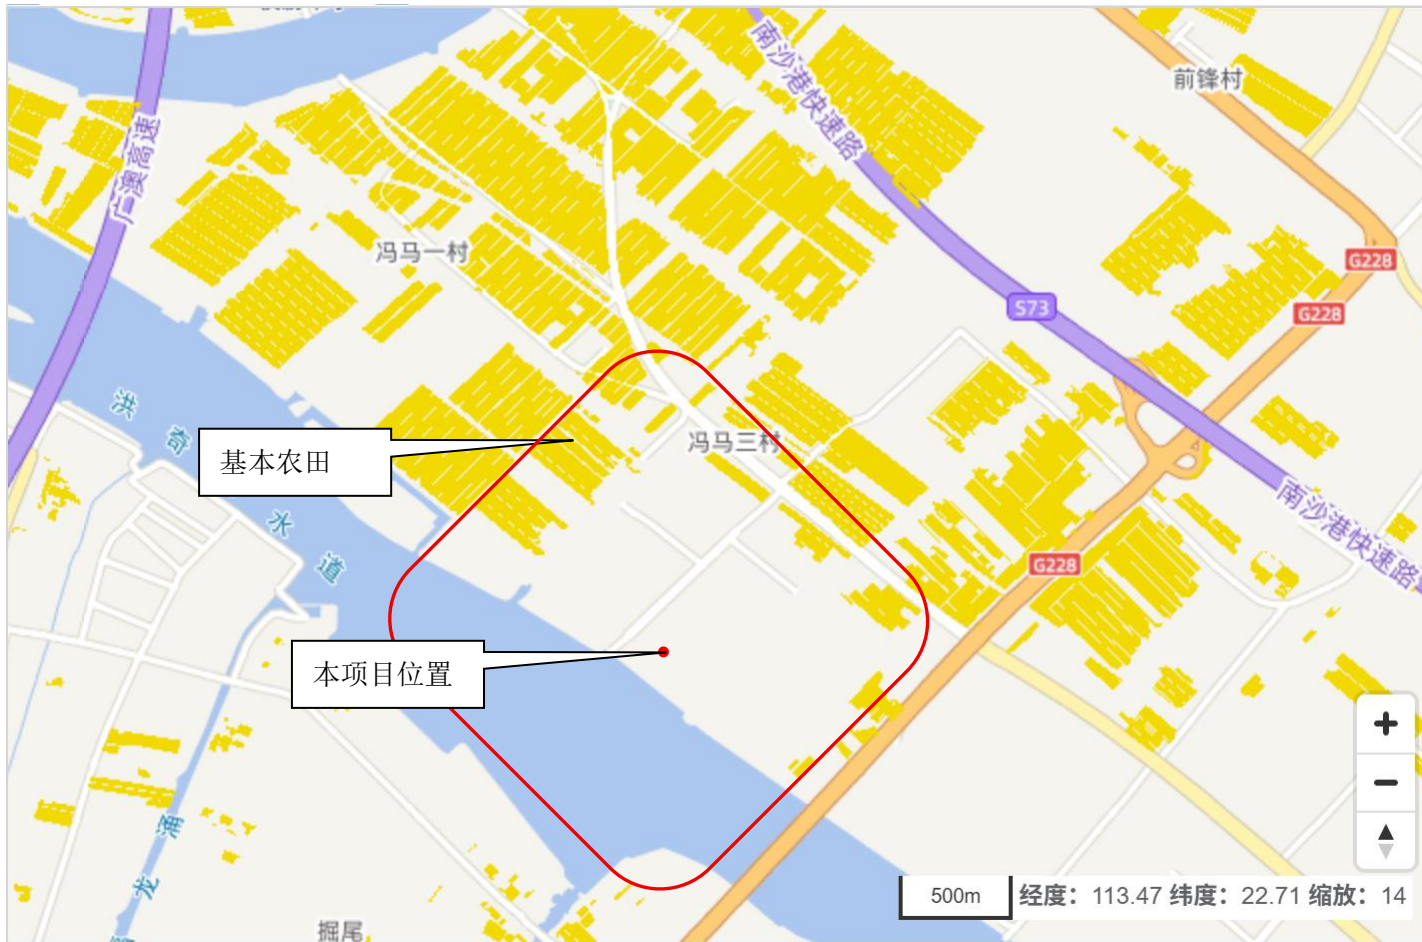 南沙港快速路
前锋村
广澳高速
冯马一村
G228
S73
G228
洪奇水道
基本农田
冯马三村
南沙港快速路
G228
本项目位置
涌
龙
掘尾
500m
经度：113.47 纬度：22.71 缩放：14